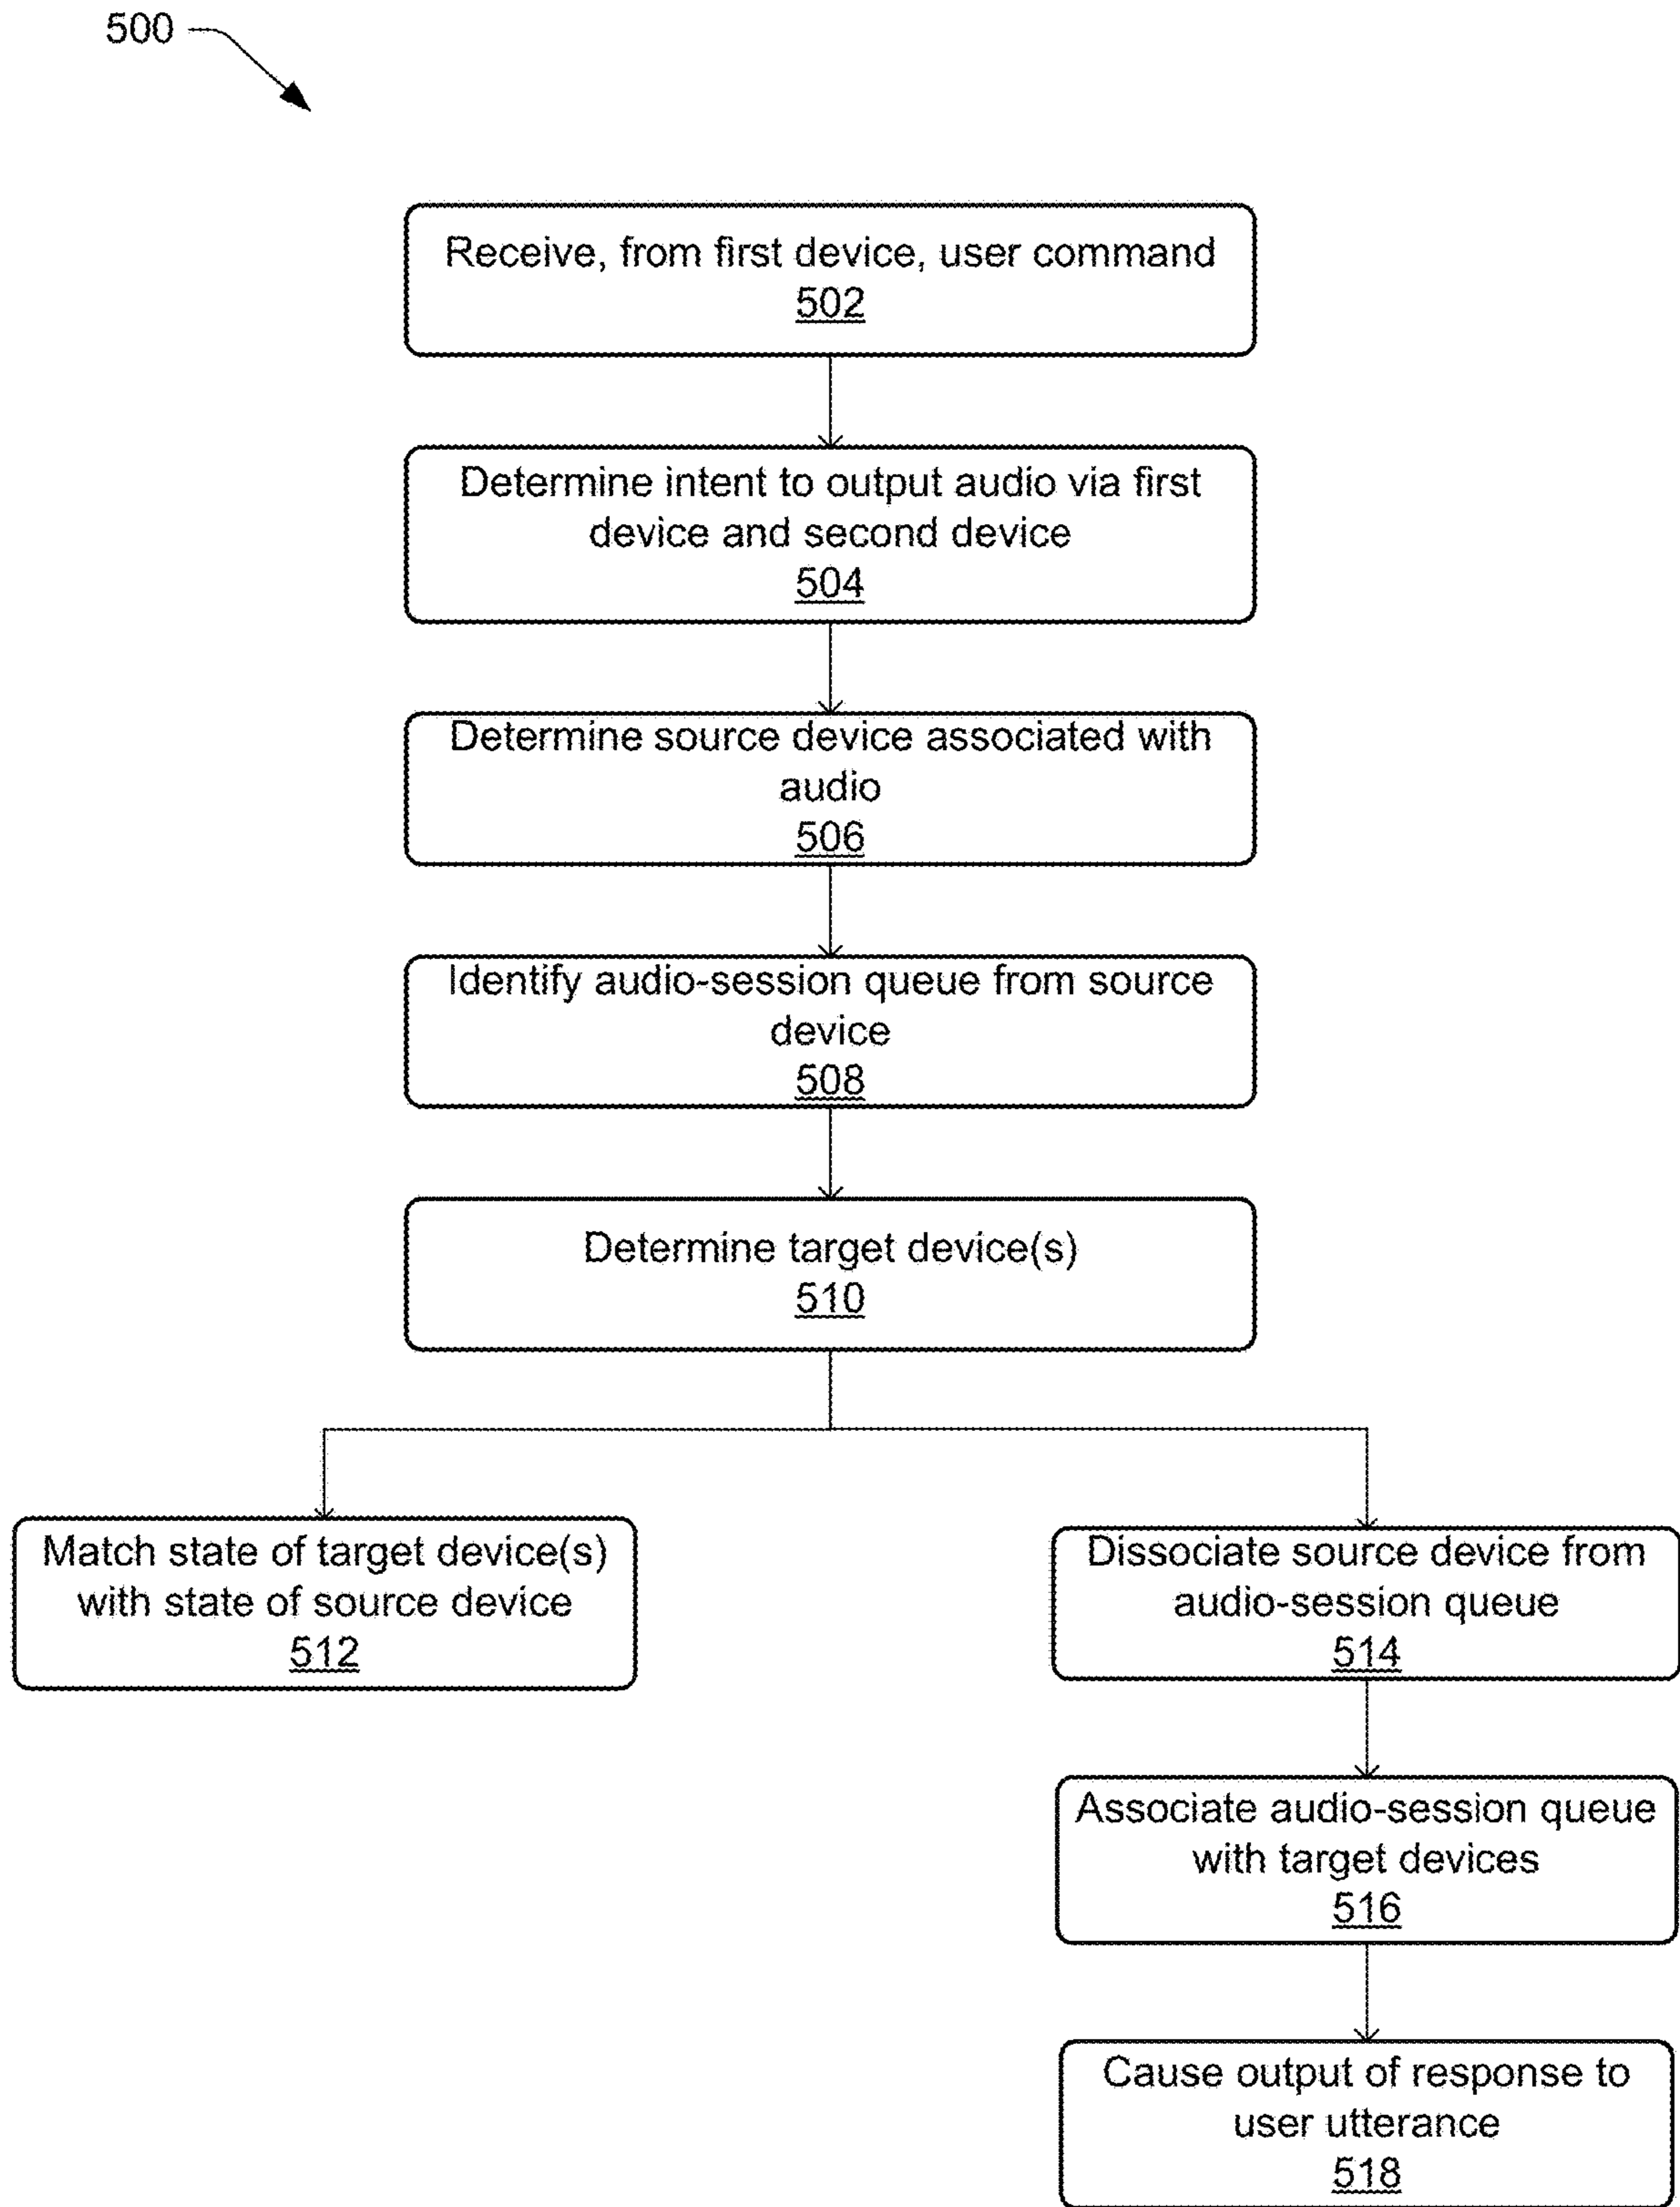 500
Receive, from first device, user command
502
Determine intent to output audio via first
device and second device
504
Determine source device associated with
audio
506
Identify audio-session queue from source
device
508
Determine target device(s)
510
Match state of target device(s)
with state of source device
512
Dissociate source device from
audio-session queue
514
Associate audio-session queue
with target devices
516
Cause output of response to
user utterance
518